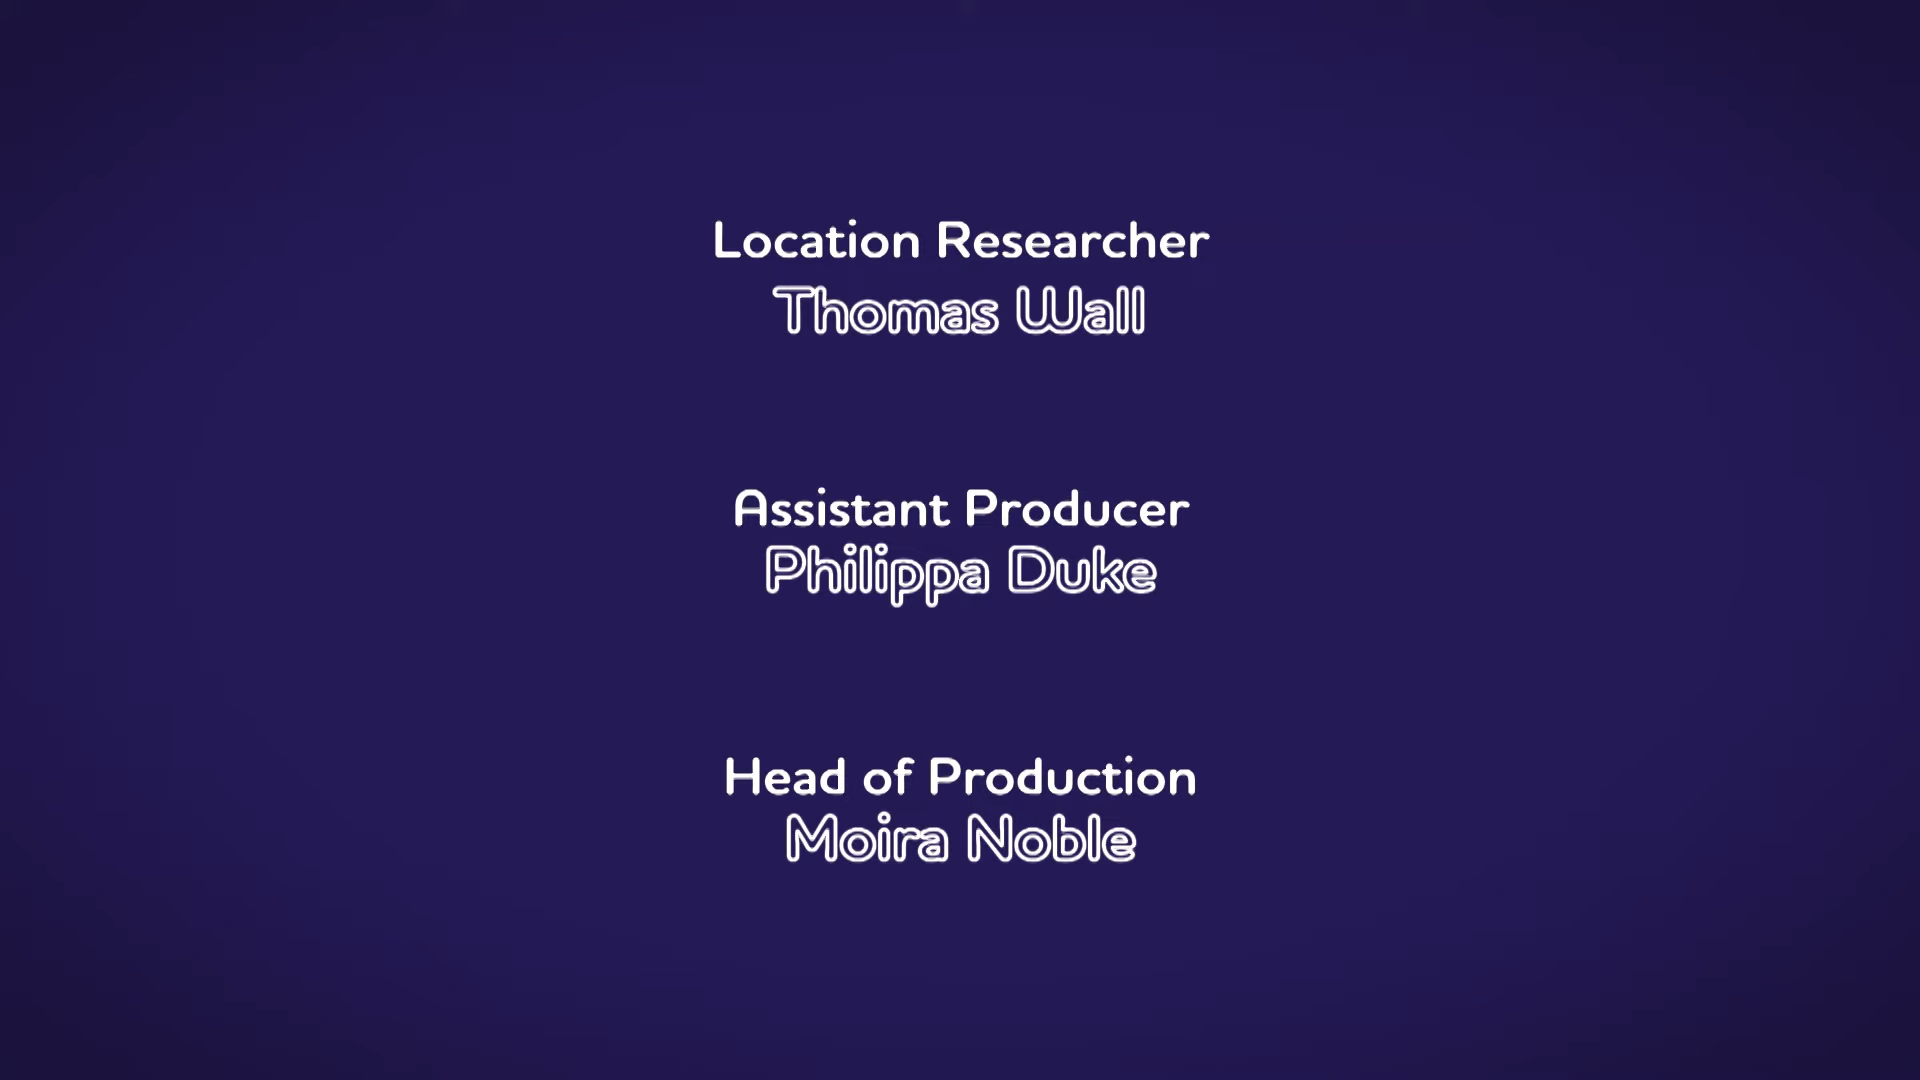 Location Researcher
Thomas Wall
Assistant Producer
Philippa Duke
Head of Production
Moira Noble